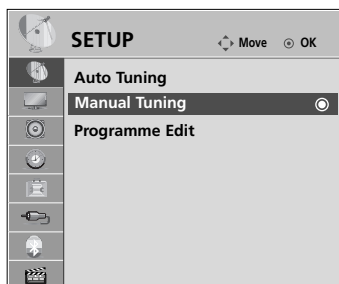 SETUP Move OK
Auto Tuning
Manual Tuning
Programme Edit